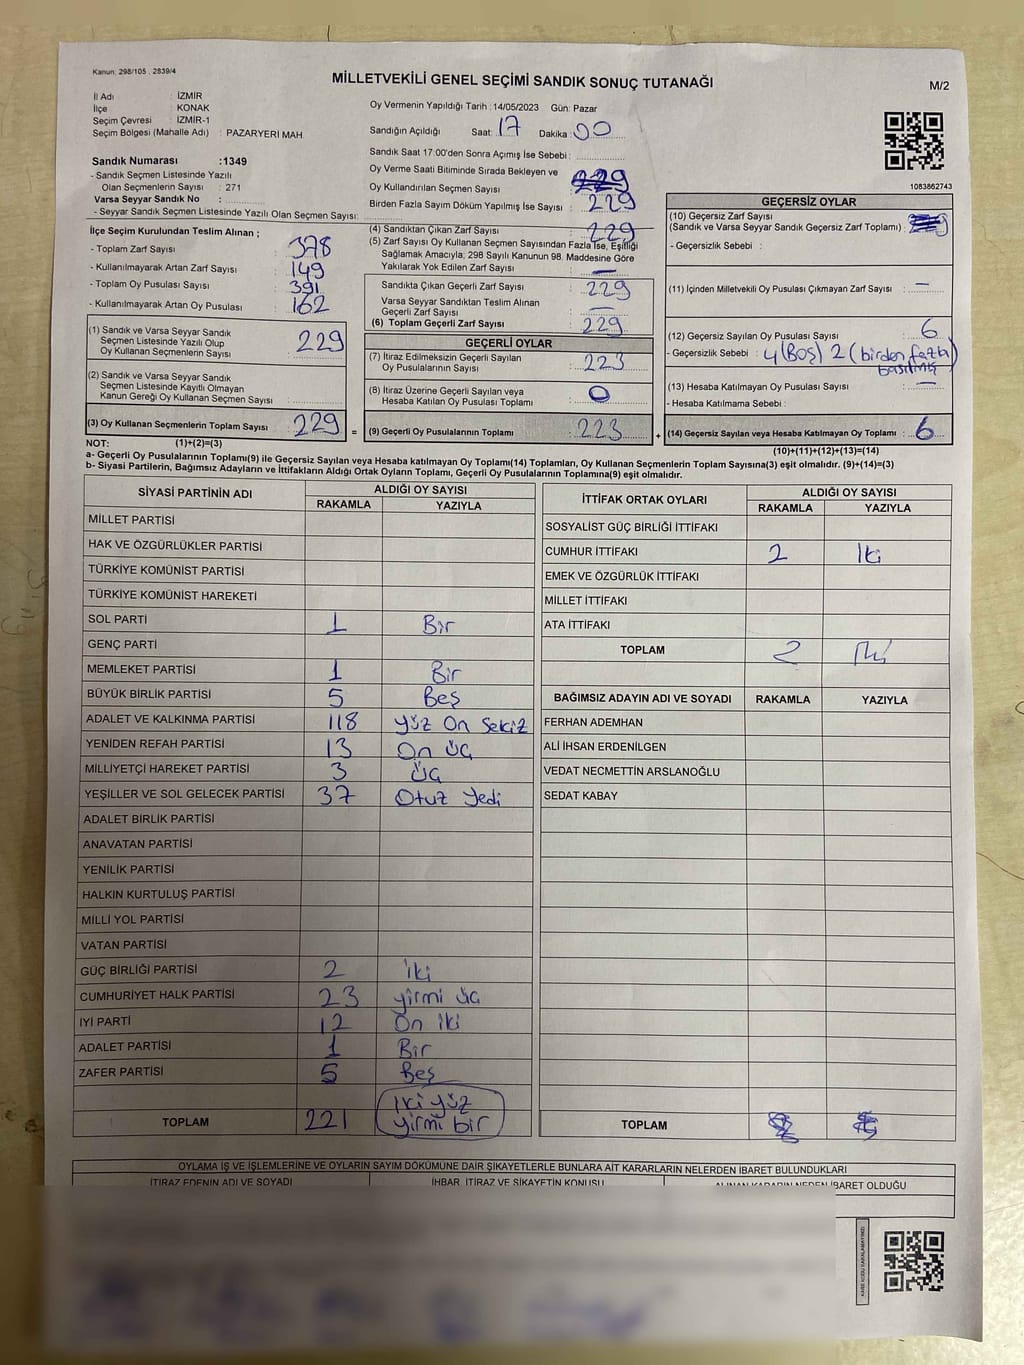 Kanun: 298/105 , 2839/4
MİLLETVEKİLİ GENEL SEÇİMİ SANDIK SONUÇ TUTANAĞI
M/2
İl Adı : İZMİR
İlçe : KONAK
Seçim Çevresi : İZMİR-1
Seçim Bölgesi (Mahalle Adı) : PAZARYERİ MAH.
Oy Vermenin Yapıldığı Tarih : 14/05/2023 Gün: Pazar
Sandığın Açıldığı Saat: 17 Dakika: 00
Sandık Saat 17:00'den Sonra Açımış İse Sebebi :
Sandık Numarası :1349
- Sandık Seçmen Listesinde Yazılı
Olan Seçmenlerin Sayısı : 271
Varsa Seyyar Sandık No :
- Seyyar Sandık Seçmen Listesinde Yazılı Olan Seçmen Sayısı:
Oy Verme Saati Bitiminde Sırada Bekleyen ve
Oy Kullandırılan Seçmen Sayısı :
Birden Fazla Sayım Döküm Yapılmış İse Sayısı : 229
1083862743
İlçe Seçim Kurulundan Teslim Alınan ;
- Toplam Zarf Sayısı : 378
- Kullanılmayarak Artan Zarf Sayısı : 149
- Toplam Oy Pusulası Sayısı : 391
- Kullanılmayarak Artan Oy Pusulası : 162
(1) Sandık ve Varsa Seyyar Sandık
Seçmen Listesinde Yazılı Olup
Oy Kullanan Seçmenlerin Sayısı : 229
(2) Sandık ve Varsa Seyyar Sandık
Seçmen Listesinde Kayıtlı Olmayan
Kanun Gereği Oy Kullanan Seçmen Sayısı :
(3) Oy Kullanan Seçmenlerin Toplam Sayısı : 229 =
(4) Sandıktan Çıkan Zarf Sayısı : 229
(5) Zarf Sayısı Oy Kullanan Seçmen Sayısından Fazla İse, Eşitliği
Sağlamak Amacıyla; 298 Sayılı Kanunun 98. Maddesine Göre
Yakılarak Yok Edilen Zarf Sayısı : —
Sandıkta Çıkan Geçerli Zarf Sayısı : 229
Varsa Seyyar Sandıktan Teslim Alınan
Geçerli Zarf Sayısı : —
(6) Toplam Geçerli Zarf Sayısı : 229
GEÇERLİ OYLAR
(7) İtiraz Edilmeksizin Geçerli Sayılan
Oy Pusulalarının Sayısı : 223
(8) İtiraz Üzerine Geçerli Sayılan veya
Hesaba Katılan Oy Pusulası Toplamı : 0
(9) Geçerli Oy Pusulalarının Toplamı : 223 +
GEÇERSİZ OYLAR
(10) Geçersiz Zarf Sayısı
(Sandık ve Varsa Seyyar Sandık Geçersiz Zarf Toplamı) :
- Geçersizlik Sebebi :
(11) İçinden Milletvekili Oy Pusulası Çıkmayan Zarf Sayısı : —
(12) Geçersiz Sayılan Oy Pusulası Sayısı : 6
- Geçersizlik Sebebi : 4(Boş) 2 (birden fazla
basılmış)
(13) Hesaba Katılmayan Oy Pusulası Sayısı : —
- Hesaba Katılmama Sebebi :
(14) Geçersiz Sayılan veya Hesaba Katılmayan Oy Toplamı : 6
NOT: (1)+(2)=(3)
(10)+(11)+(12)+(13)=(14)
a- Geçerli Oy Pusulalarının Toplamı(9) ile Geçersiz Sayılan veya Hesaba katılmayan Oy Toplamı(14) Toplamları, Oy Kullanan Seçmenlerin Toplam Sayısına(3) eşit olmalıdır. (9)+(14)=(3)
b- Siyasi Partilerin, Bağımsız Adayların ve İttifakların Aldığı Ortak Oyların Toplamı, Geçerli Oy Pusulalarının Toplamına(9) eşit olmalıdır.
SİYASİ PARTİNİN ADI ALDIĞI OY SAYISI
RAKAMLA YAZIYLA
MİLLET PARTİSİ
HAK VE ÖZGÜRLÜKLER PARTİSİ
TÜRKİYE KOMÜNİST PARTİSİ
TÜRKİYE KOMÜNİST HAREKETİ
SOL PARTİ 1 Bir
GENÇ PARTİ
MEMLEKET PARTİSİ 1 Bir
BÜYÜK BİRLİK PARTİSİ 5 Beş
ADALET VE KALKINMA PARTİSİ 118 Yüz On Sekiz
YENİDEN REFAH PARTİSİ 13 On üç
MİLLİYETÇİ HAREKET PARTİSİ 3 üç
YEŞİLLER VE SOL GELECEK PARTİSİ 37 Otuz Yedi
ADALET BİRLİK PARTİSİ
ANAVATAN PARTİSİ
YENİLİK PARTİSİ
HALKIN KURTULUŞ PARTİSİ
MİLLİ YOL PARTİSİ
VATAN PARTİSİ
GÜÇ BİRLİĞİ PARTİSİ 2 iki
CUMHURİYET HALK PARTİSİ 23 yirmi üç
İYİ PARTİ 12 On iki
ADALET PARTİSİ 1 Bir
ZAFER PARTİSİ 5 Beş
TOPLAM 221 iki yüz
yirmi bir
İTTİFAK ORTAK OYLARI ALDIĞI OY SAYISI
RAKAMLA YAZIYLA
SOSYALİST GÜÇ BİRLİĞİ İTTİFAKI
CUMHUR İTTİFAKI 2 İki
EMEK VE ÖZGÜRLÜK İTTİFAKI
MİLLET İTTİFAKI
ATA İTTİFAKI
TOPLAM 2 İki
BAĞIMSIZ ADAYIN ADI VE SOYADI RAKAMLA YAZIYLA
FERHAN ADEMHAN
ALİ İHSAN ERDENİLGEN
VEDAT NECMETTİN ARSLANOĞLU
SEDAT KABAY
TOPLAM
OYLAMA İŞ VE İŞLEMLERİNE VE OYLARIN SAYIM DÖKÜMÜNE DAİR ŞİKAYETLERLE BUNLARA AİT KARARLARIN NELERDEN İBARET BULUNDUKLARI
İTİRAZ EDENİN ADI VE SOYADI İHBAR, İTİRAZ VE ŞİKAYETİN KONUSU ALINAN KARARIN NEDEN İBARET OLDUĞU